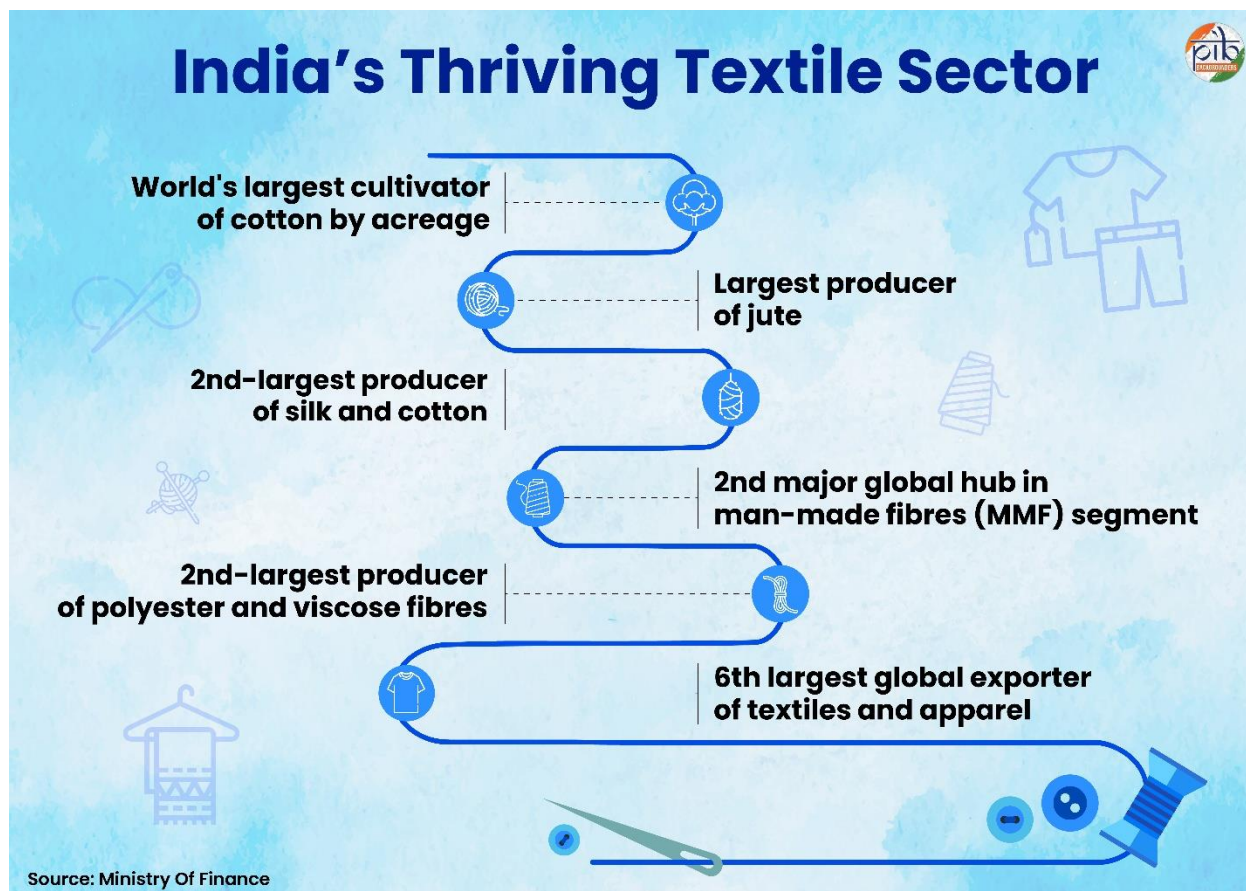 India's Thriving Textile Sector
pib
BACKGROUNDERS
World's largest cultivator
of cotton by acreage
Largest producer
of jute
2nd-largest producer
of silk and cotton
2nd major global hub in
man-made fibres (MMF) segment
2nd-largest producer
of polyester and viscose fibres
6th largest global exporter
of textiles and apparel
Source: Ministry Of Finance